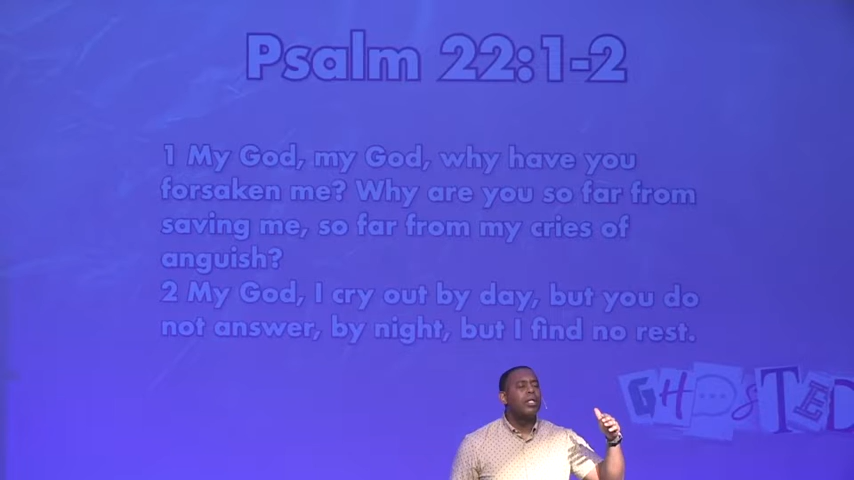 Psalm 22:1-2
1 My God, my God, why have you
forsaken me? Why are you so far from
saving me, so far from my cries of
anguish?
2 My God, I cry out by day, but you do
not answer, by night, but I find no rest.
GHOSTED